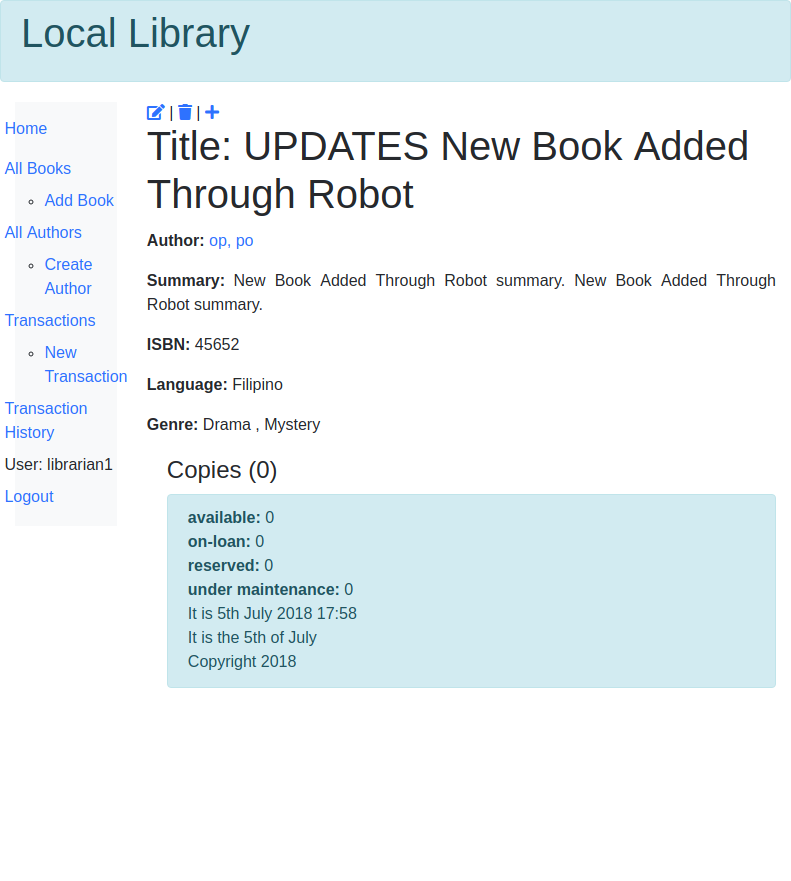 Local Library
Home
All Books
Add Book
All Authors
Create
Author
Transactions
New
Transaction
Transaction
History
User: librarian1
Logout
| |
Title: UPDATES New Book Added
Through Robot
Author: op, po
Summary: New Book Added Through Robot summary. New Book Added Through
Robot summary.
ISBN: 45652
Language: Filipino
Genre: Drama , Mystery
Copies (0)
available: 0
on-loan: 0
reserved: 0
under maintenance: 0
It is 5th July 2018 17:58
It is the 5th of July
Copyright 2018